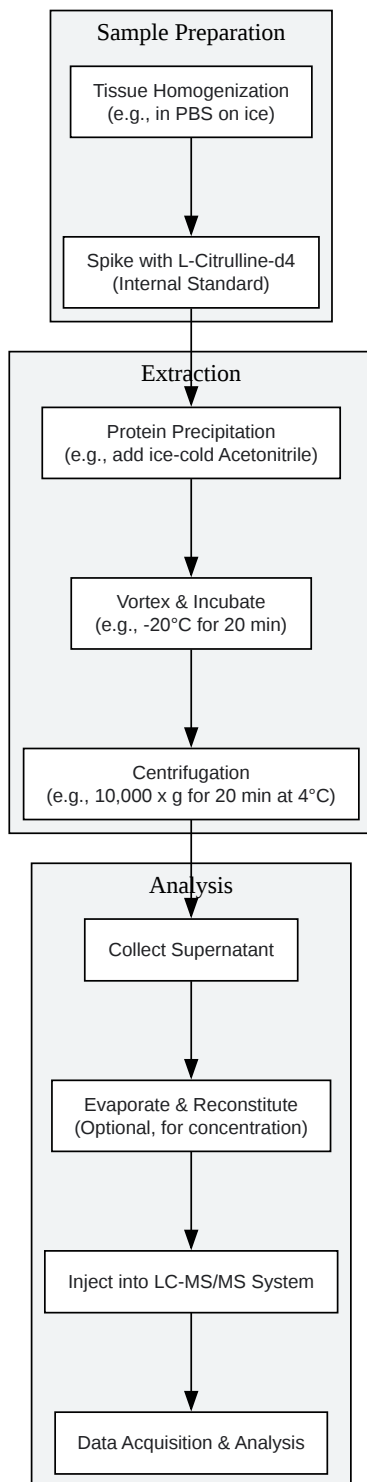 Sample Preparation
Tissue Homogenization
(e.g., in PBS on ice)
Spike with L-Citrulline-d4
(Internal Standard)
Extraction
Protein Precipitation
(e.g., add ice-cold Acetonitrile)
Vortex & Incubate
(e.g., -20°C for 20 min)
Centrifugation
(e.g., 10,000 x g for 20 min at 4°C)
Analysis
Collect Supernatant
Evaporate & Reconstitute
(Optional, for concentration)
Inject into LC-MS/MS System
Data Acquisition & Analysis